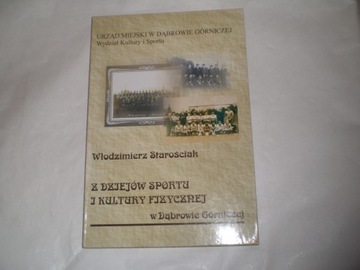 URZĄD MIEJSKI W DĄBROWIE GÓRNICZEJ
Wydział Kultury i Sportu
Włodzimierz Starościak
Z DZIEJÓW SPORTU
I KULTURY FIZYCZNEJ
w Dąbrowie Górniczej